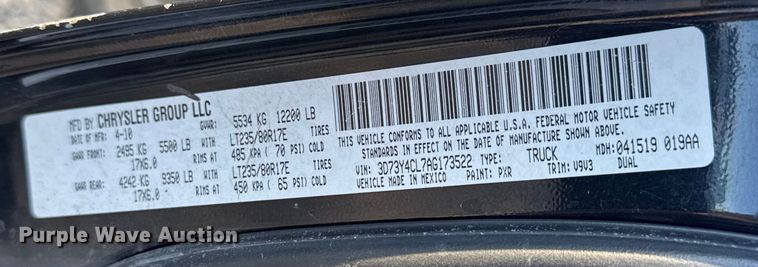 MFD BY CHRYSLER GROUP LLC
DATE OF MFR: 4-10 GVWR: 5534 KG 12200 LB
GAWR FRONT: 2495 KG 5500 LB LT235/80R17E TIRES
17X6.0 RIMS 485 KPA ( 70 PSI) COLD
GAWR REAR: 4242 KG 9350 LB LT235/80R17E TIRES
17X6.0 RIMS 450 KPA ( 65 PSI) COLD
THIS VEHICLE CONFORMS TO ALL APPLICABLE U.S.A. FEDERAL MOTOR VEHICLE SAFETY
STANDARDS IN EFFECT ON THE DATE OF MANUFACTURE SHOWN ABOVE.
VIN: 3D73Y4CL7AG173522 TYPE: TRUCK MDH: 041519 019AA
VEHICLE MADE IN MEXICO PAINT: PXR TRIM: V9V3 DUAL
Purple Wave Auction